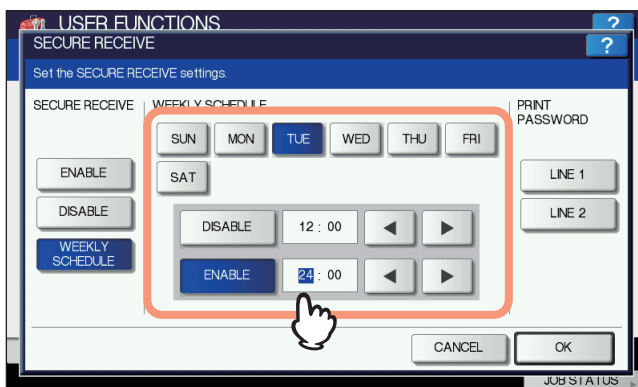 USER FUNCTIONS ?
SECURE RECEIVE ?
Set the SECURE RECEIVE settings.
SECURE RECEIVE
ENABLE
DISABLE
WEEKLY
SCHEDULE
WEEKLY SCHEDULE
SUN MON TUE WED THU FRI
SAT
DISABLE 12 : 00
ENABLE 24 : 00
PRINT
PASSWORD
LINE 1
LINE 2
CANCEL OK
JOB STATUS